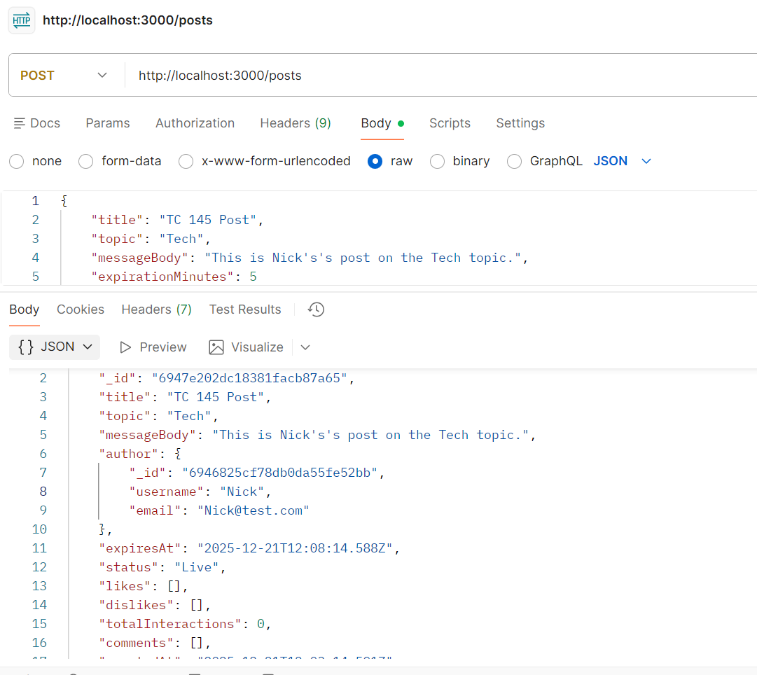 HTTP http://localhost:3000/posts
POST http://localhost:3000/posts
Docs Params Authorization Headers (9) Body Scripts Settings
none form-data x-www-form-urlencoded raw binary GraphQL JSON
1 {
2 "title": "TC 145 Post",
3 "topic": "Tech",
4 "messageBody": "This is Nick's's post on the Tech topic.",
5 "expirationMinutes": 5
Body Cookies Headers (7) Test Results
{} JSON Preview Visualize
2 "_id": "6947e202dc18381facb87a65",
3 "title": "TC 145 Post",
4 "topic": "Tech",
5 "messageBody": "This is Nick's's post on the Tech topic.",
6 "author": {
7 "_id": "6946825cf78db0da55fe52bb",
8 "username": "Nick",
9 "email": "Nick@test.com"
10 },
11 "expiresAt": "2025-12-21T12:08:14.588Z",
12 "status": "Live",
13 "likes": [],
14 "dislikes": [],
15 "totalInteractions": 0,
16 "comments": [],